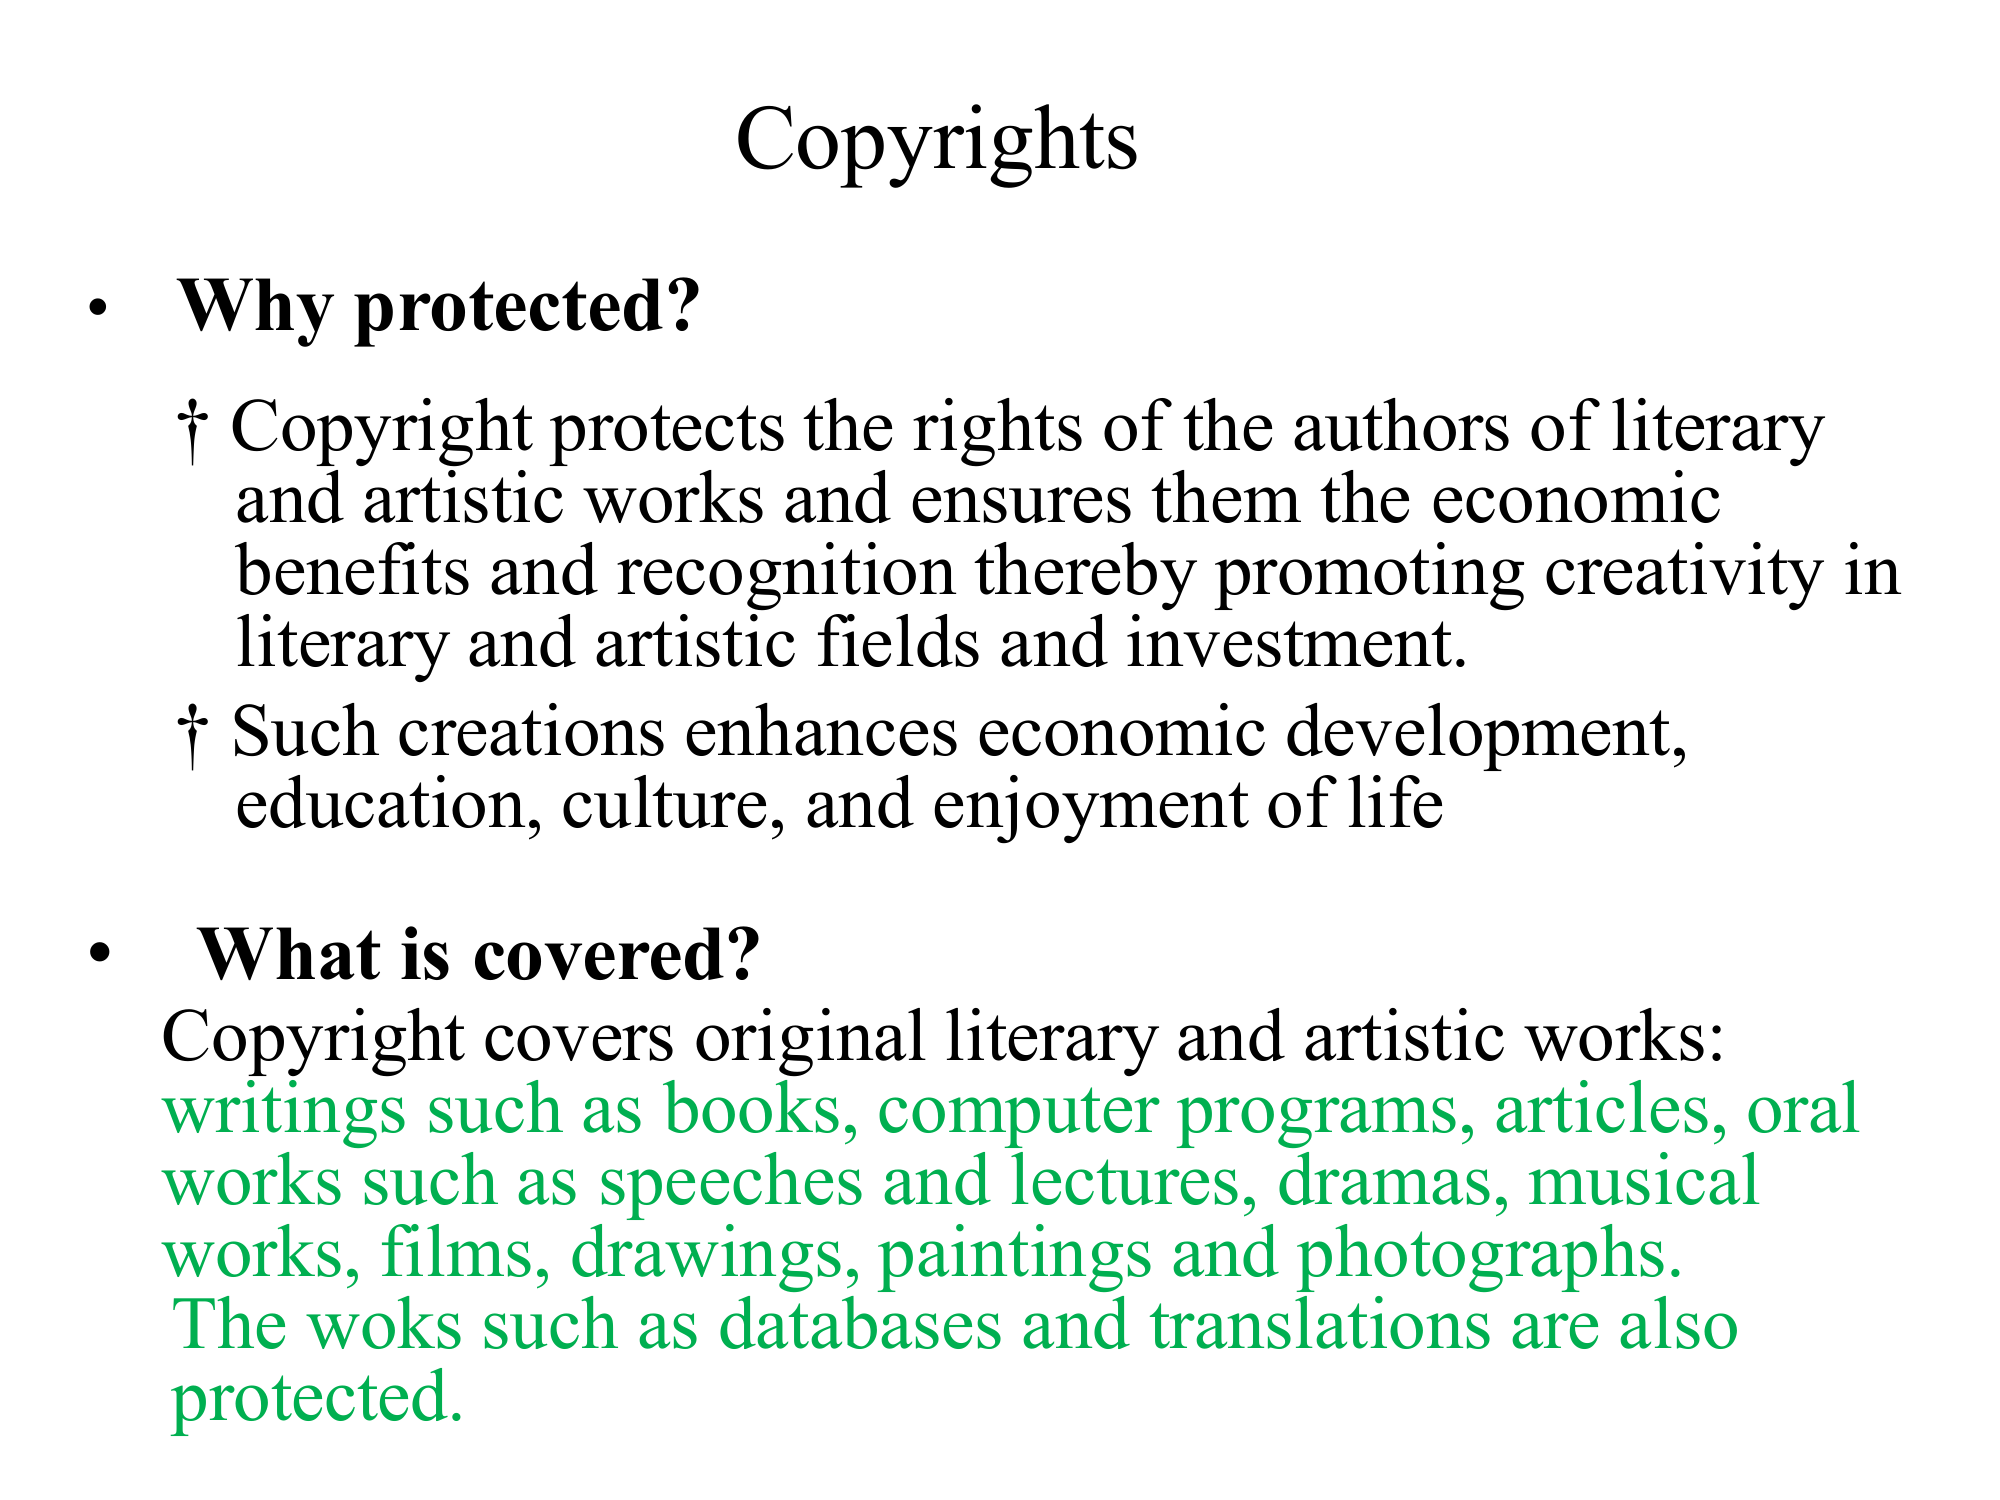 Copyrights
• Why protected?
† Copyright protects the rights of the authors of literary
and artistic works and ensures them the economic
benefits and recognition thereby promoting creativity in
literary and artistic fields and investment.
† Such creations enhances economic development,
education, culture, and enjoyment of life
• What is covered?
Copyright covers original literary and artistic works:
writings such as books, computer programs, articles, oral
works such as speeches and lectures, dramas, musical
works, films, drawings, paintings and photographs.
The woks such as databases and translations are also
protected.